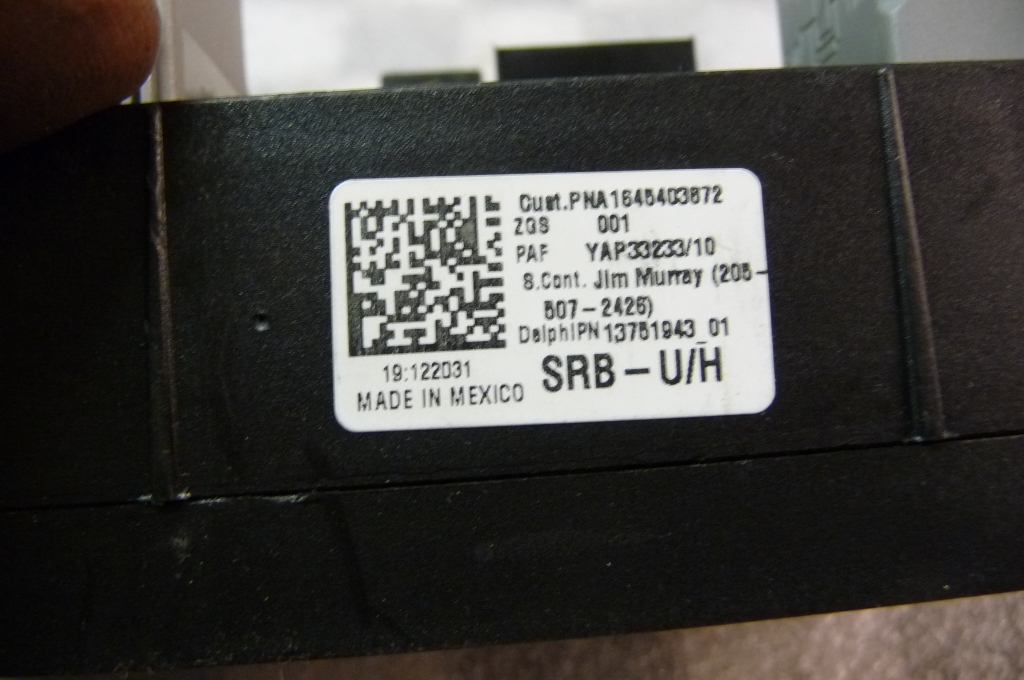 Cust.PNA1645403672
ZGS 001
PAF YAP33233/10
S.Cont. Jim Murray (205-
507-2426)
DelphiPN 13751943_01
SRB-U/H
19:122031
MADE IN MEXICO